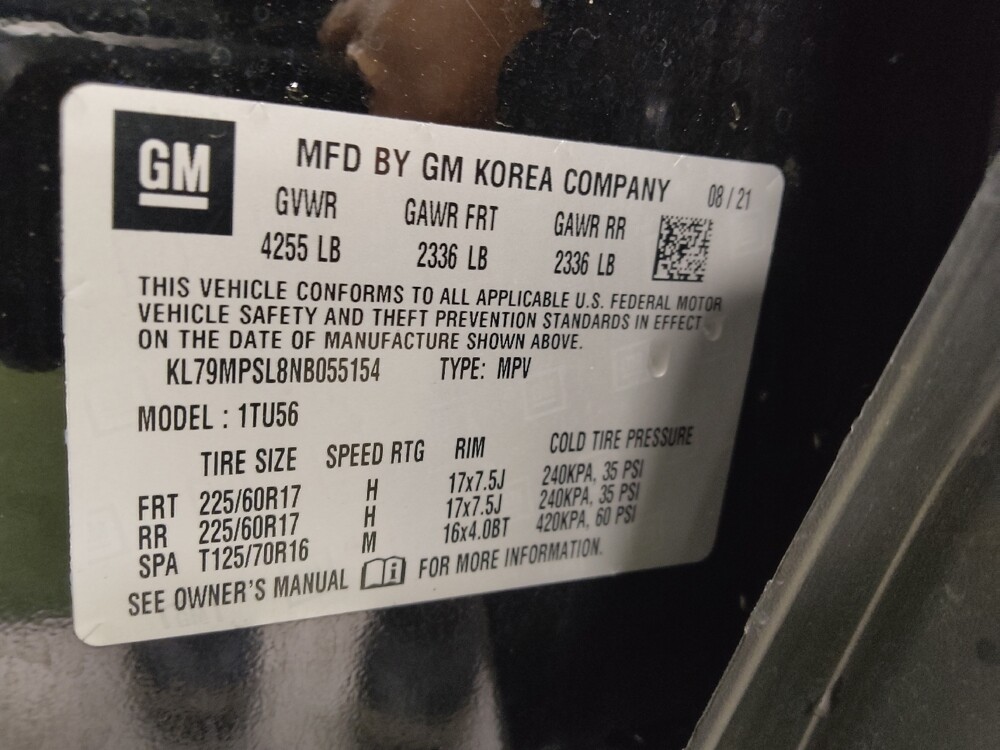 GM
MFD BY GM KOREA COMPANY 08 / 21
GVWR GAWR FRT GAWR RR
4255 LB 2336 LB 2336 LB
THIS VEHICLE CONFORMS TO ALL APPLICABLE U.S. FEDERAL MOTOR
VEHICLE SAFETY AND THEFT PREVENTION STANDARDS IN EFFECT
ON THE DATE OF MANUFACTURE SHOWN ABOVE.
KL79MPSL8NB055154 TYPE: MPV
MODEL : 1TU56
TIRE SIZE SPEED RTG RIM COLD TIRE PRESSURE
FRT 225/60R17 H 17x7.5J 240KPA, 35 PSI
RR 225/60R17 H 17x7.5J 240KPA, 35 PSI
SPA T125/70R16 M 16x4.0BT 420KPA, 60 PSI
SEE OWNER'S MANUAL i FOR MORE INFORMATION.